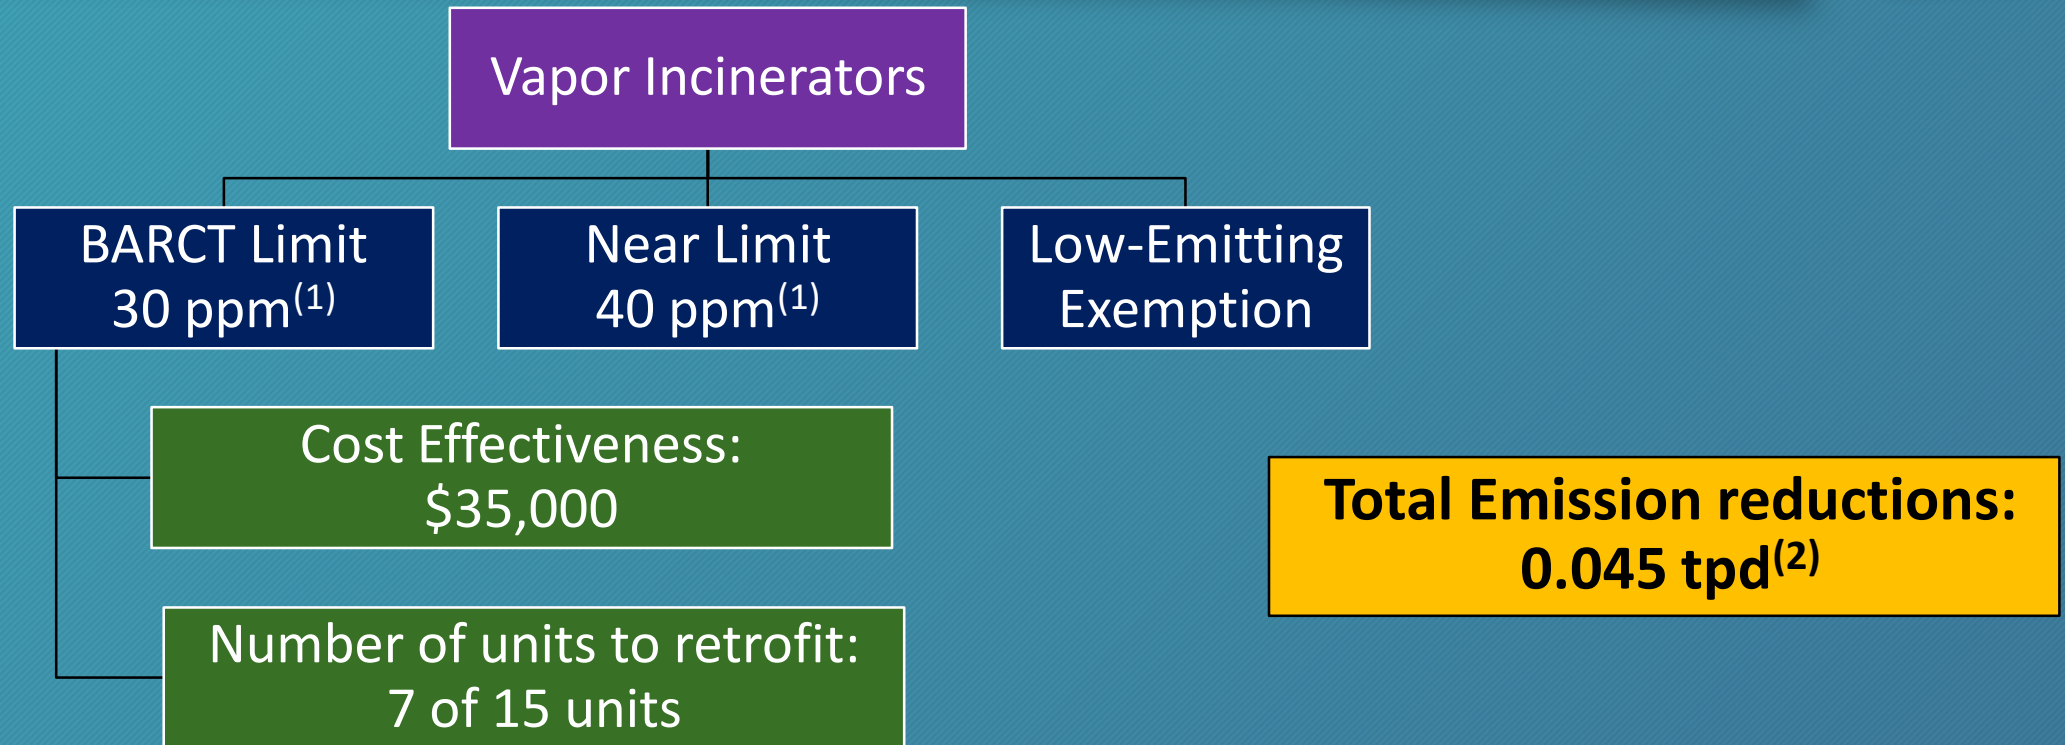 Vapor Incinerators
BARCT Limit
30 ppm(1)
Near Limit
40 ppm(1)
Low-Emitting
Exemption
Cost Effectiveness:
$35,000
Total Emission reductions:
0.045 tpd(2)
Number of units to retrofit:
7 of 15 units